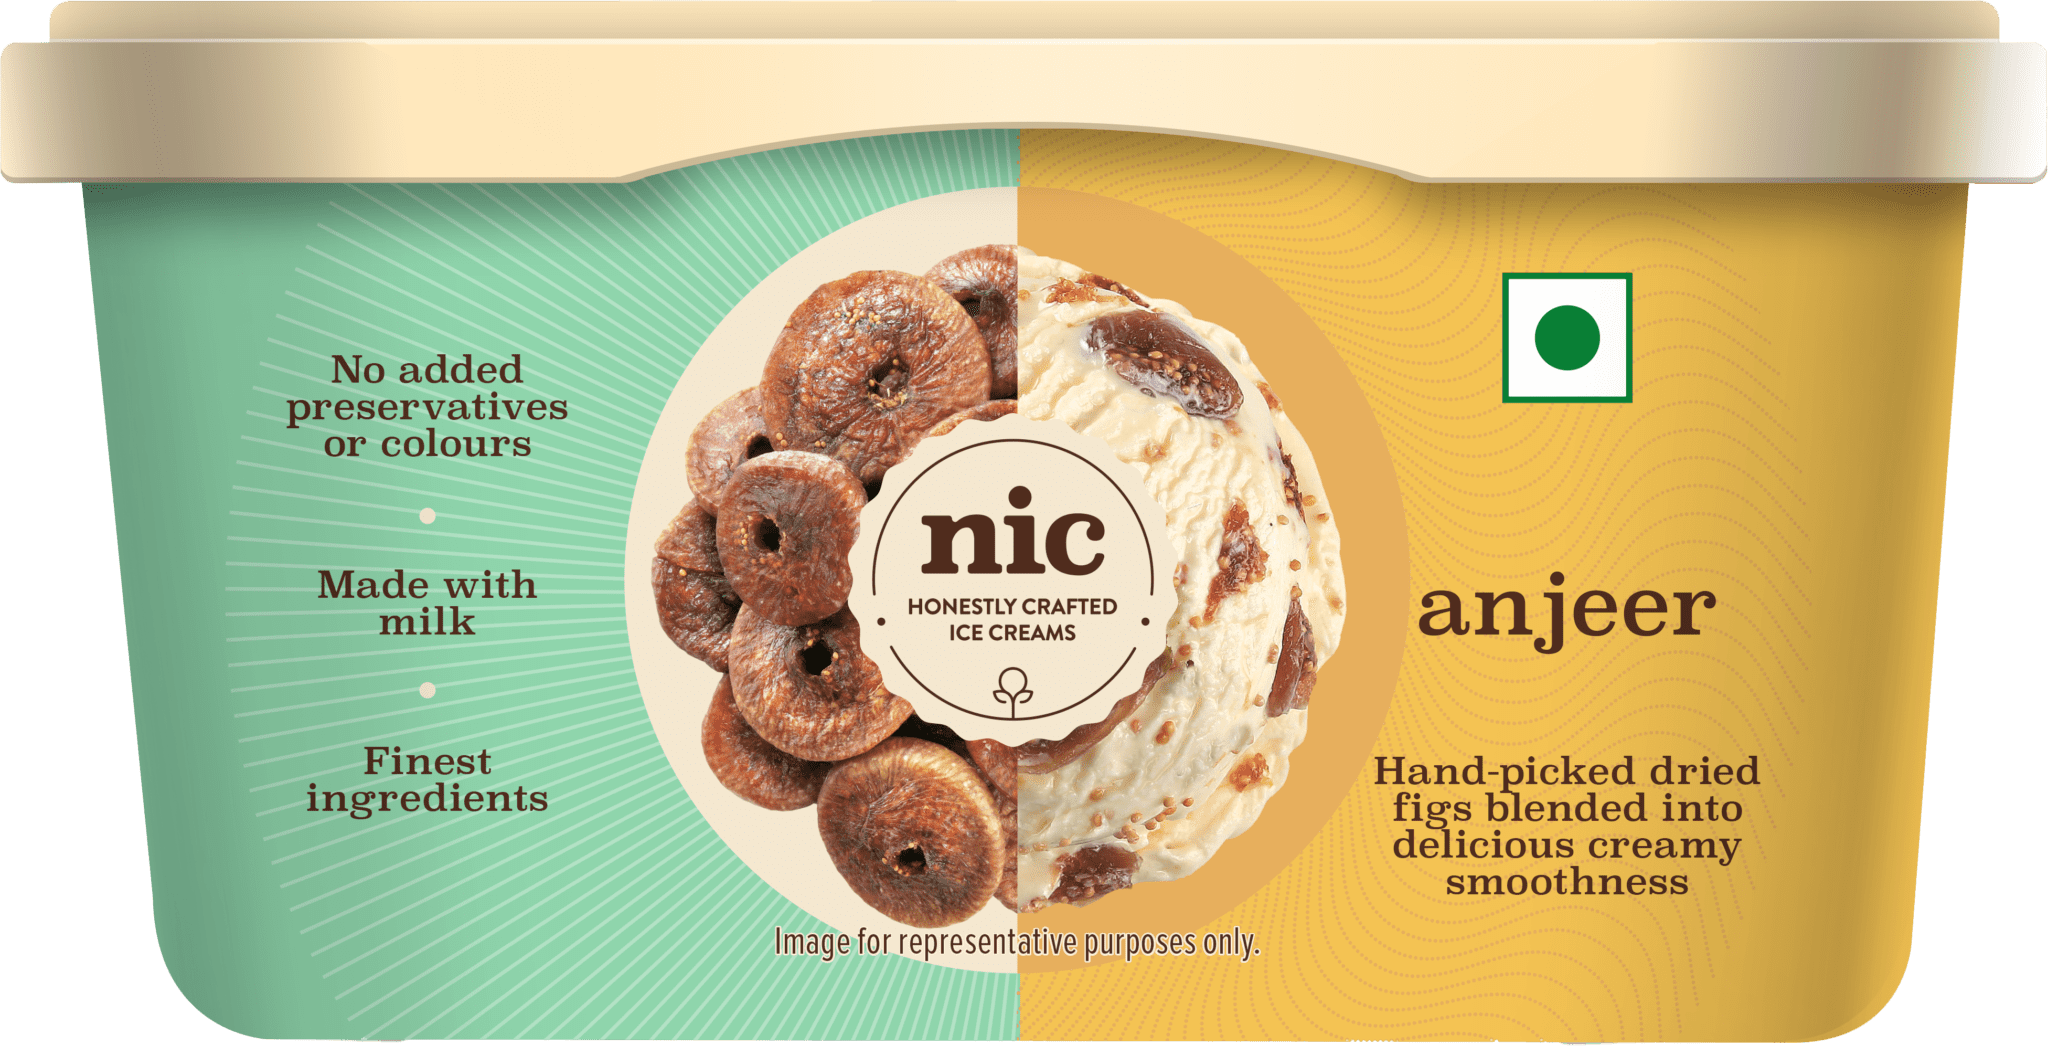 No added
preservatives
or colours
Made with
milk
Finest
ingredients
nic
HONESTLY CRAFTED
ICE CREAMS
anjeer
Hand-picked dried
figs blended into
delicious creamy
smoothness
Image for representative purposes only.